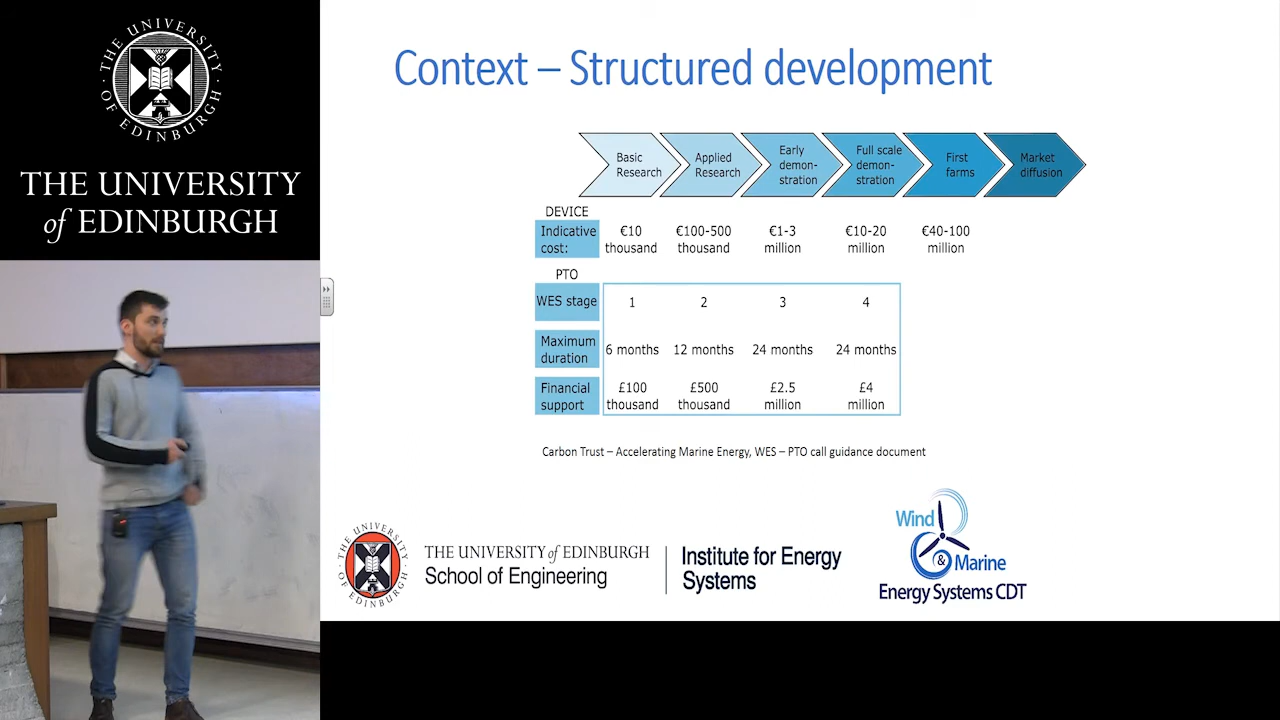 THE UNIVERSITY
OF EDINBURGH
THE UNIVERSITY
of EDINBURGH
Context – Structured development
Basic
Research
Applied
Research
Early
demon-
stration
Full scale
demon-
stration
First
farms
Market
diffusion
DEVICE
Indicative
cost:
€10
thousand
€100-500
thousand
€1-3
million
€10-20
million
€40-100
million
PTO
WES stage 1 2 3 4
Maximum
duration
6 months 12 months 24 months 24 months
Financial
support
£100
thousand
£500
thousand
£2.5
million
£4
million
Carbon Trust – Accelerating Marine Energy, WES – PTO call guidance document
THE UNIVERSITY
OF EDINBURGH
THE UNIVERSITY of EDINBURGH
School of Engineering
Institute for Energy
Systems
Wind
& Marine
Energy Systems CDT